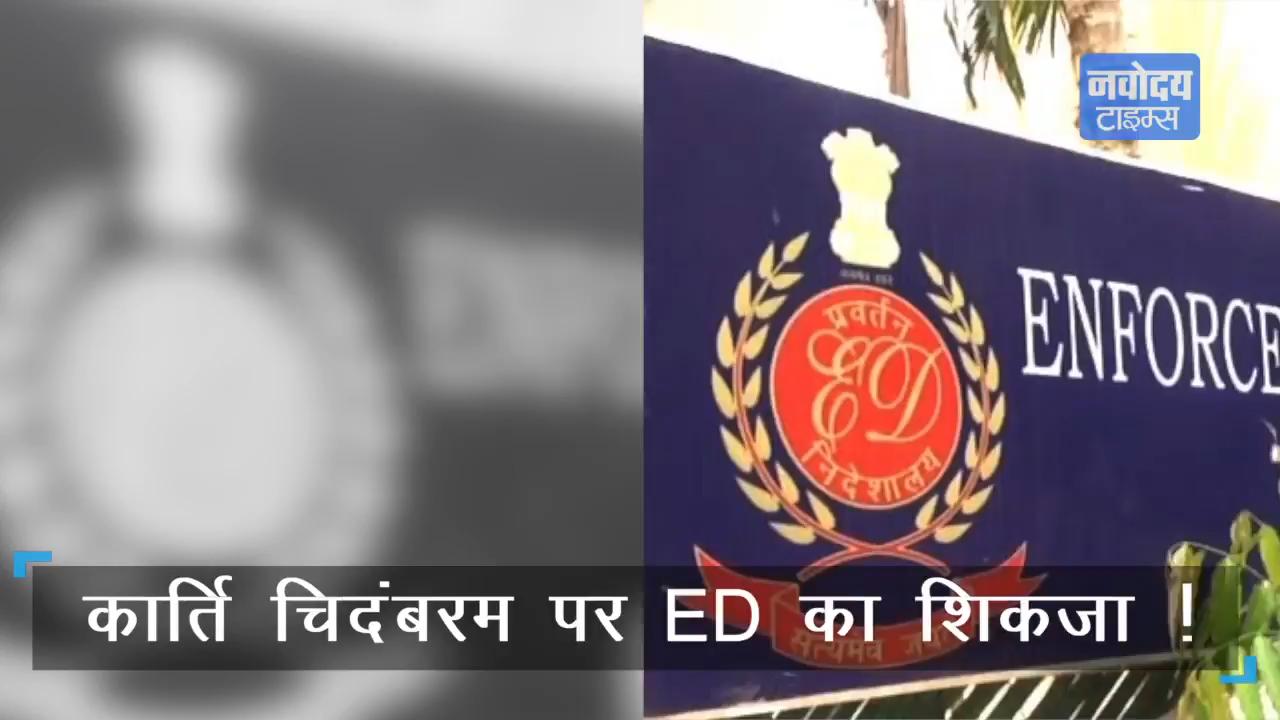 नवोदय
टाइम्स
प्रवर्तन
ED
निदेशालय
ENFORCE
कार्ति चिदंबरम पर ED का शिकजा !